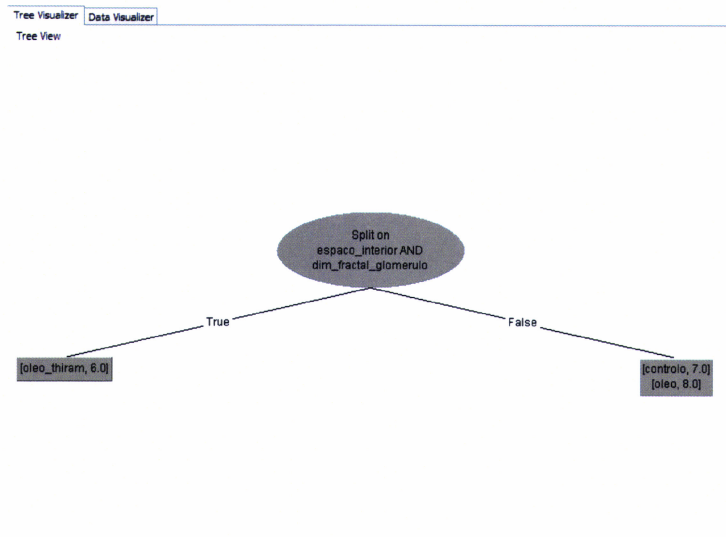 Tree Visualizer Data Visualizer
Tree View
Split on
espaco_interior AND
dim_fractal_glomerulo
True
False
[oleo_thiram, 6.0]
[controlo, 7.0]
[oleo, 8.0]